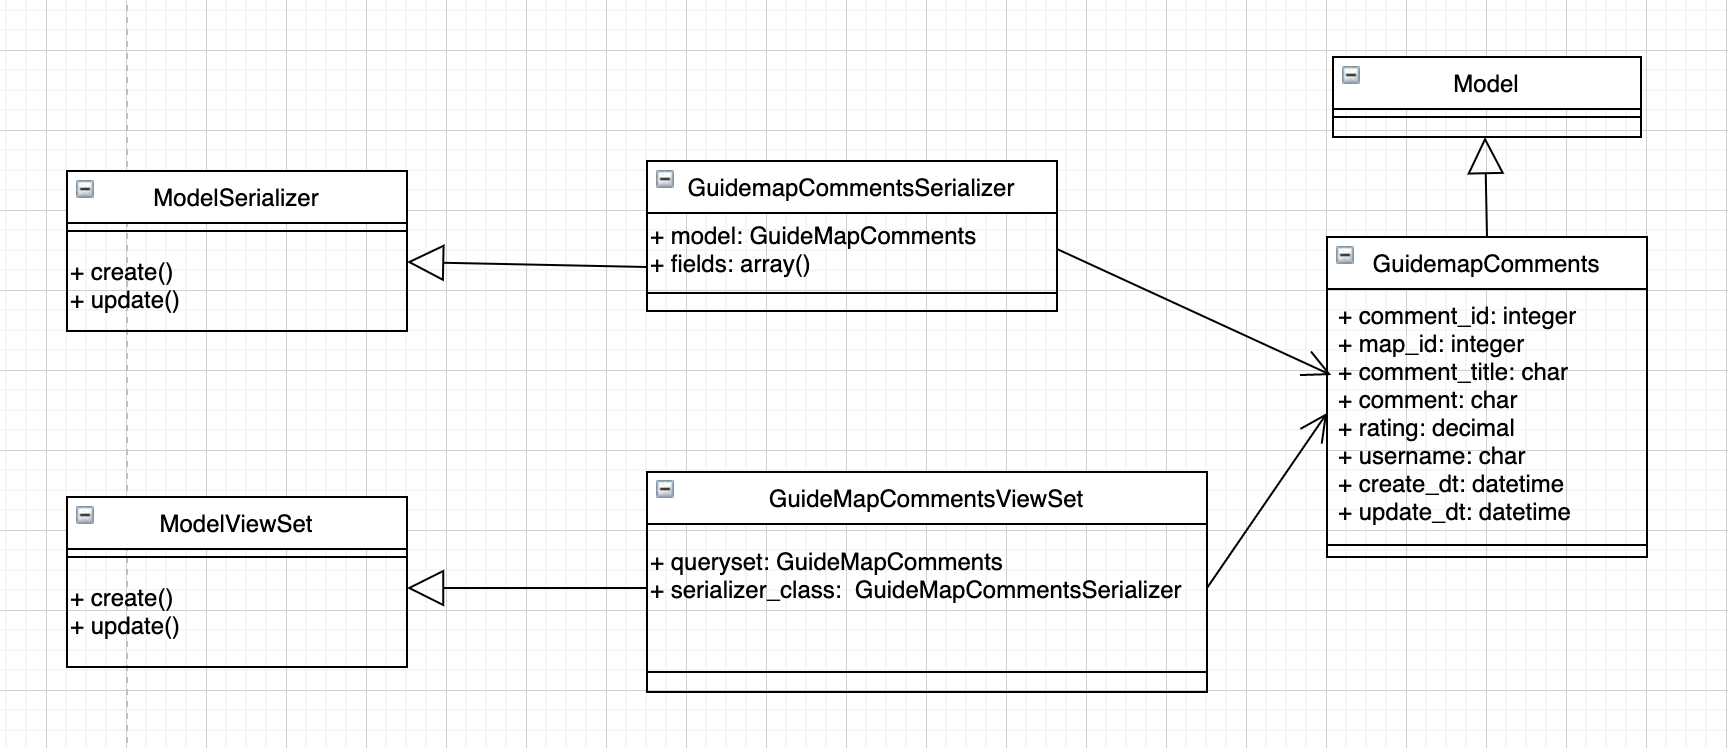 Model
ModelSerializer
+ create()
+ update()
GuidemapCommentsSerializer
+ model: GuideMapComments
+ fields: array()
GuidemapComments
+ comment_id: integer
+ map_id: integer
+ comment_title: char
+ comment: char
+ rating: decimal
+ username: char
+ create_dt: datetime
+ update_dt: datetime
ModelViewSet
+ create()
+ update()
GuideMapCommentsViewSet
+ queryset: GuideMapComments
+ serializer_class:  GuideMapCommentsSerializer